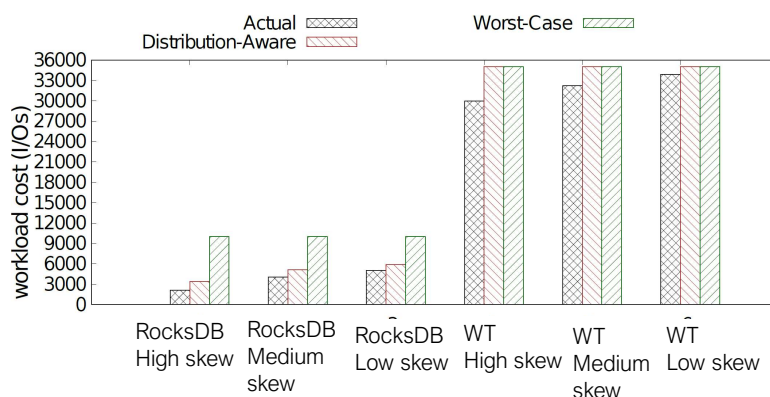 Actual
Distribution-Aware
Worst-Case
workload cost (I/Os)
36000
33000
30000
27000
24000
21000
18000
15000
12000
9000
6000
3000
0
RocksDB
High skew
RocksDB
Medium
skew
RocksDB
Low skew
WT
High skew
WT
Medium
skew
WT
Low skew